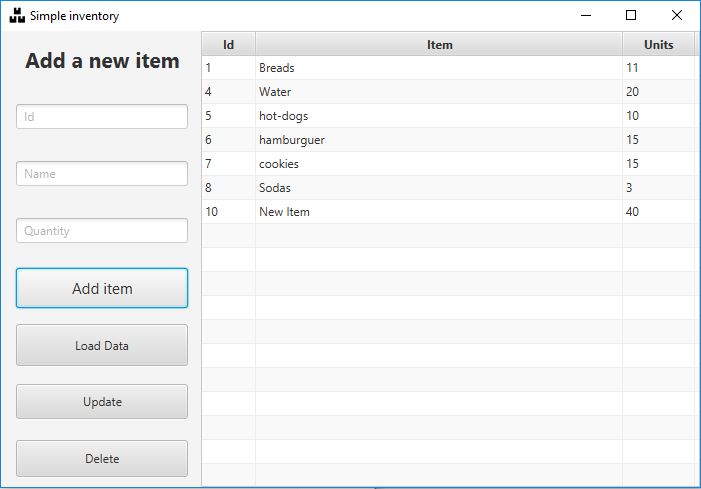 Simple inventory
Add a new item
Id
Name
Quantity
Add item
Load Data
Update
Delete
Id Item Units
1 Breads 11
4 Water 20
5 hot-dogs 10
6 hamburguer 15
7 cookies 15
8 Sodas 3
10 New Item 40